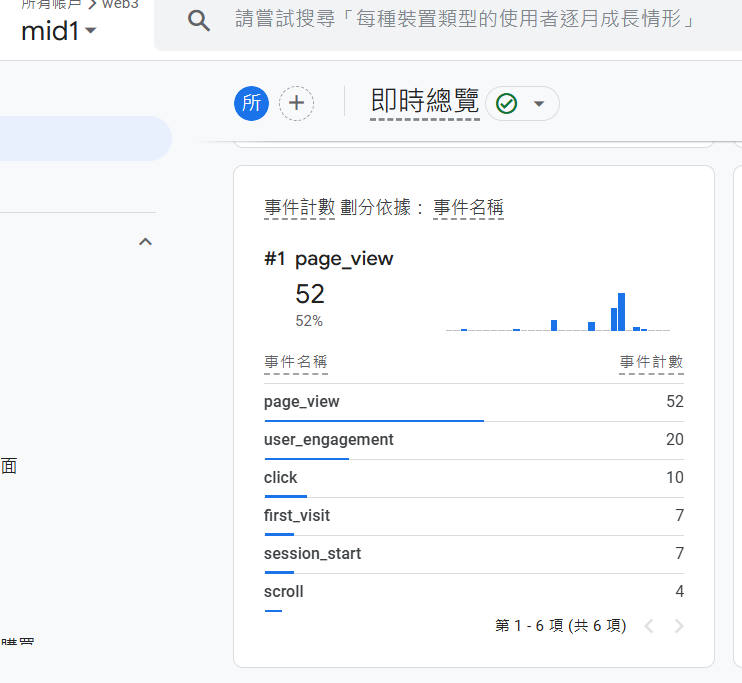 所有帳戶 > web3
mid1
請嘗試搜尋「每種裝置類型的使用者逐月成長情形」
所
即時總覽
事件計數 劃分依據： 事件名稱
#1 page_view
52
52%
事件名稱 事件計數
page_view 52
user_engagement 20
click 10
first_visit 7
session_start 7
scroll 4
第 1 - 6 項 (共 6 項)
面
購買